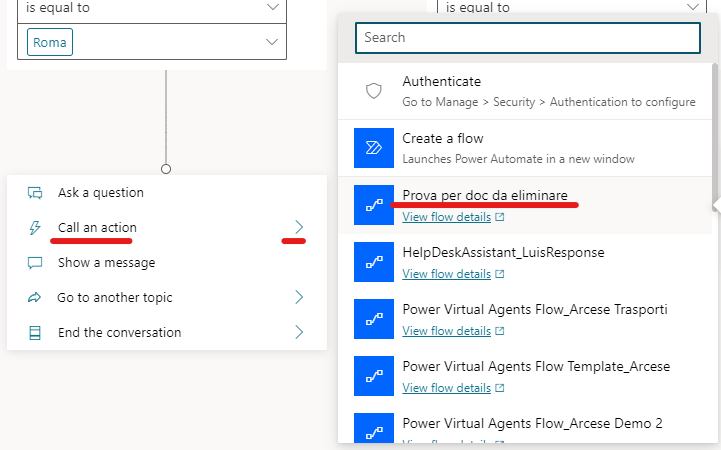 is equal to
Roma
Ask a question
Call an action
Show a message
Go to another topic
End the conversation
is equal to
Search
Authenticate
Go to Manage > Security > Authentication to configure
Create a flow
Launches Power Automate in a new window
Prova per doc da eliminare
View flow details
HelpDeskAssistant_LuisResponse
View flow details
Power Virtual Agents Flow_Arcese Trasporti
View flow details
Power Virtual Agents Flow Template_Arcese
View flow details
Power Virtual Agents Flow_Arcese Demo 2
View flow details